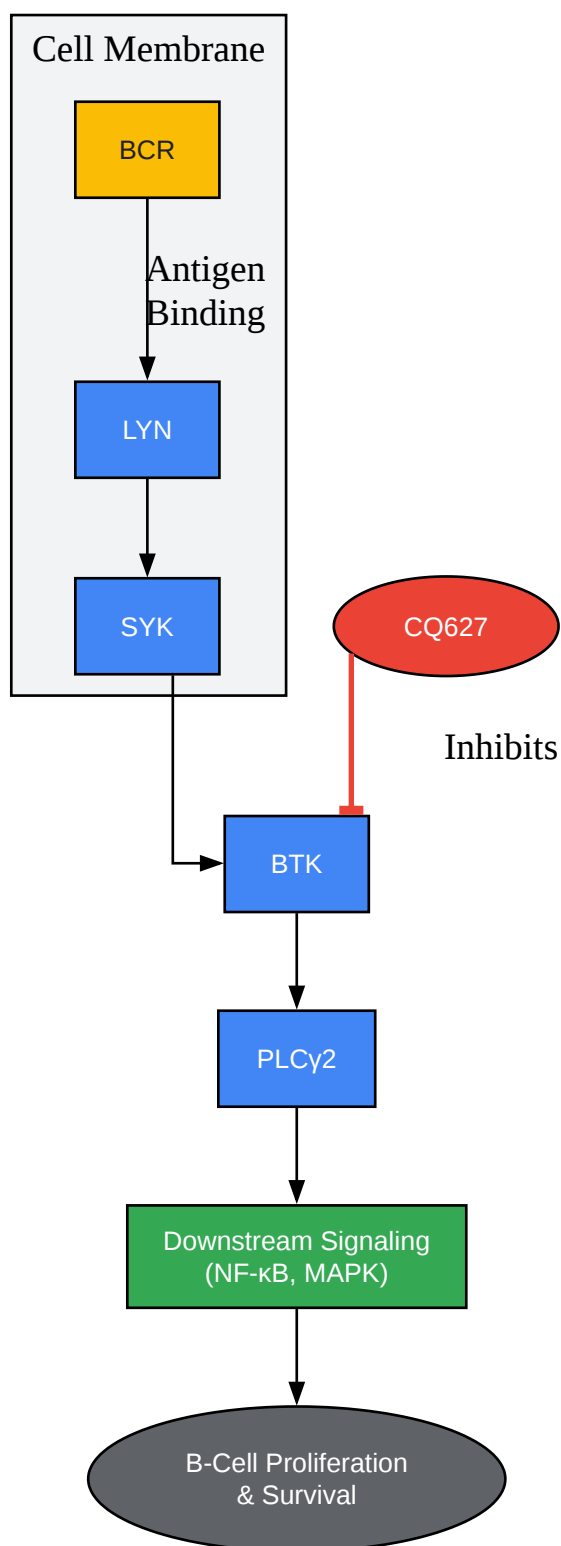 Cell Membrane
BCR
Antigen
Binding
LYN
SYK
CQ627
Inhibits
BTK
PLCγ2
Downstream Signaling
(NF-κB, MAPK)
B-Cell Proliferation
& Survival